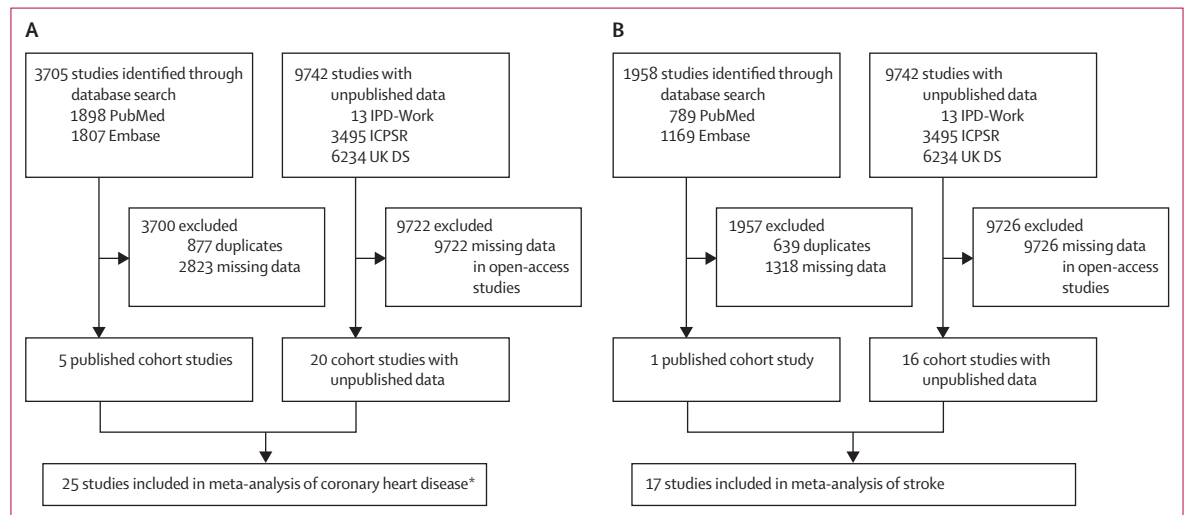 A
3705 studies identified through
database search
1898 PubMed
1807 Embase
9742 studies with
unpublished data
13 IPD-Work
3495 ICPSR
6234 UK DS
3700 excluded
877 duplicates
2823 missing data
9722 excluded
9722 missing data
in open-access
studies
5 published cohort studies
20 cohort studies with
unpublished data
25 studies included in meta-analysis of coronary heart disease*
B
1958 studies identified through
database search
789 PubMed
1169 Embase
9742 studies with
unpublished data
13 IPD-Work
3495 ICPSR
6234 UK DS
1957 excluded
639 duplicates
1318 missing data
9726 excluded
9726 missing data
in open-access
studies
1 published cohort study
16 cohort studies with
unpublished data
17 studies included in meta-analysis of stroke